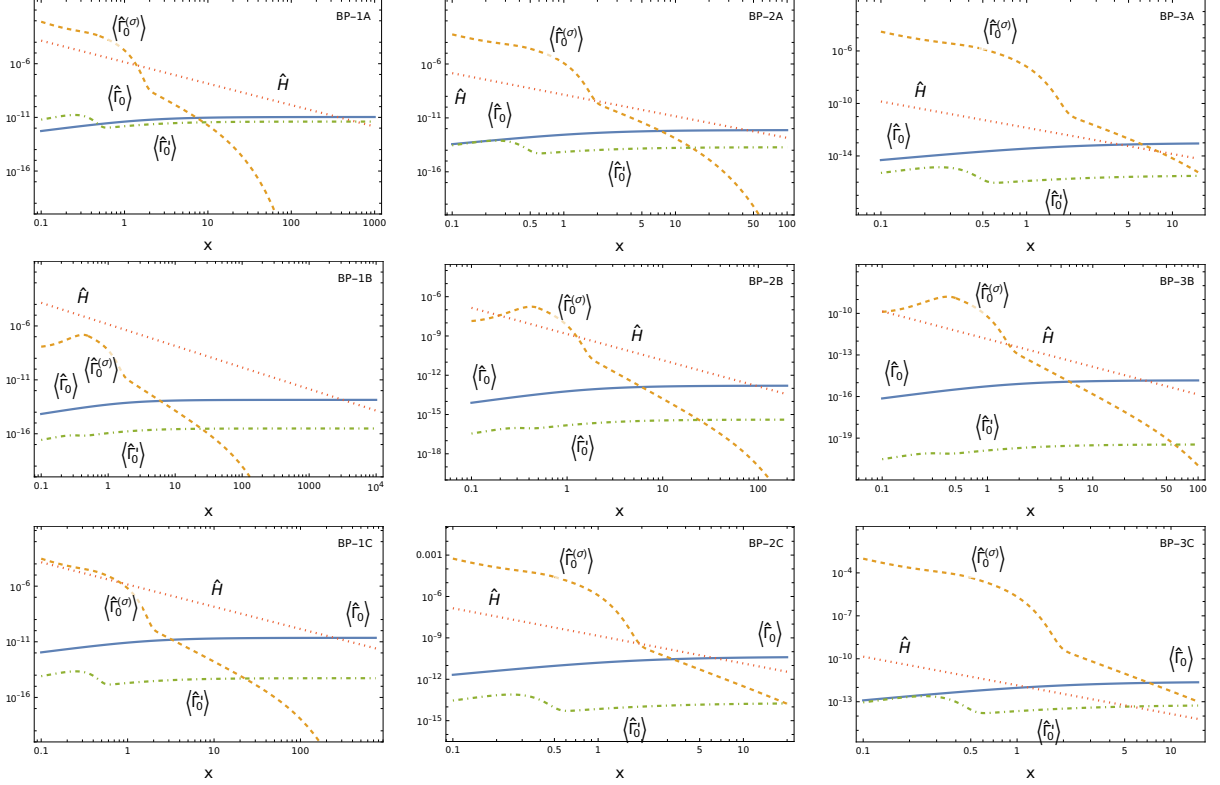 BP–1A
⟨Γ̂₀^(σ)⟩
Ĥ
⟨Γ̂₀⟩
⟨Γ̂₀′⟩
10^-6
10^-11
10^-16
0.1 1 10 100 1000
x
BP–2A
⟨Γ̂₀^(σ)⟩
Ĥ
⟨Γ̂₀⟩
⟨Γ̂₀′⟩
10^-6
10^-11
10^-16
0.1 0.5 1 5 10 50
x
BP–3A
⟨Γ̂₀^(σ)⟩
Ĥ
⟨Γ̂₀⟩
⟨Γ̂₀′⟩
10^-6
10^-10
10^-14
0.1 0.5 1 5 10
x
BP–1B
Ĥ
⟨Γ̂₀⟩
⟨Γ̂₀^(σ)⟩
⟨Γ̂₀′⟩
10^-6
10^-11
10^-16
0.1 1 10 100 1000 10^4
x
BP–2B
⟨Γ̂₀^(σ)⟩
Ĥ
⟨Γ̂₀⟩
⟨Γ̂₀′⟩
10^-6
10^-9
10^-12
10^-15
10^-18
0.1 1 10 100
x
BP–3B
⟨Γ̂₀^(σ)⟩
Ĥ
⟨Γ̂₀⟩
⟨Γ̂₀′⟩
10^-10
10^-13
10^-16
10^-19
0.1 0.5 1 5 10 50 100
x
BP–1C
Ĥ
⟨Γ̂₀^(σ)⟩
⟨Γ̂₀⟩
⟨Γ̂₀′⟩
10^-6
10^-11
10^-16
0.1 1 10 100
x
BP–2C
⟨Γ̂₀^(σ)⟩
Ĥ
⟨Γ̂₀⟩
⟨Γ̂₀′⟩
0.001
10^-6
10^-9
10^-12
10^-15
0.1 0.5 1 5 10
x
BP–3C
⟨Γ̂₀^(σ)⟩
Ĥ
⟨Γ̂₀⟩
⟨Γ̂₀′⟩
10^-4
10^-7
10^-10
10^-13
0.1 0.5 1 5 10
x